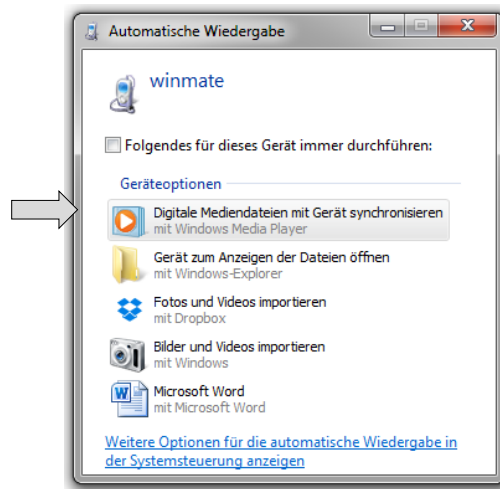 Automatische Wiedergabe
winmate
Folgendes für dieses Gerät immer durchführen:
Geräteoptionen
Digitale Mediendateien mit Gerät synchronisieren
mit Windows Media Player
Gerät zum Anzeigen der Dateien öffnen
mit Windows-Explorer
Fotos und Videos importieren
mit Dropbox
Bilder und Videos importieren
mit Windows
Microsoft Word
mit Microsoft Word
Weitere Optionen für die automatische Wiedergabe in
der Systemsteuerung anzeigen